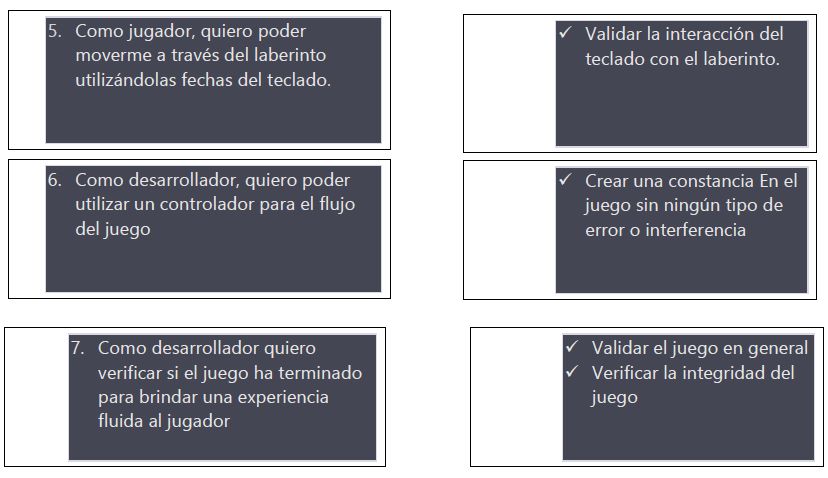 5. Como jugador, quiero poder
moverme a través del laberinto
utilizándolas fechas del teclado.
✓ Validar la interacción del
teclado con el laberinto.
6. Como desarrollador, quiero poder
utilizar un controlador para el flujo
del juego
✓ Crear una constancia En el
juego sin ningún tipo de
error o interferencia
7. Como desarrollador quiero
verificar si el juego ha terminado
para brindar una experiencia
fluida al jugador
✓ Validar el juego en general
✓ Verificar la integridad del
juego